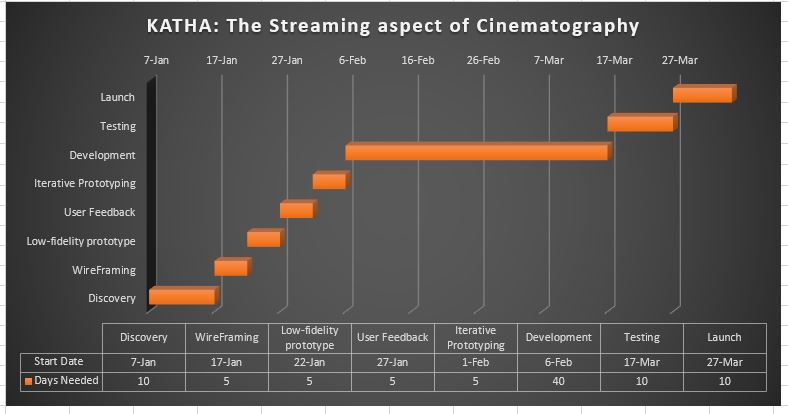 KATHA: The Streaming aspect of Cinematography
7-Jan 17-Jan 27-Jan 6-Feb 16-Feb 26-Feb 7-Mar 17-Mar 27-Mar
Launch
Testing
Development
Iterative Prototyping
User Feedback
Low-fidelity prototype
WireFraming
Discovery
Discovery WireFraming Low-fidelity prototype User Feedback Iterative Prototyping Development Testing Launch
Start Date 7-Jan 17-Jan 22-Jan 27-Jan 1-Feb 6-Feb 17-Mar 27-Mar
Days Needed 10 5 5 5 5 40 10 10